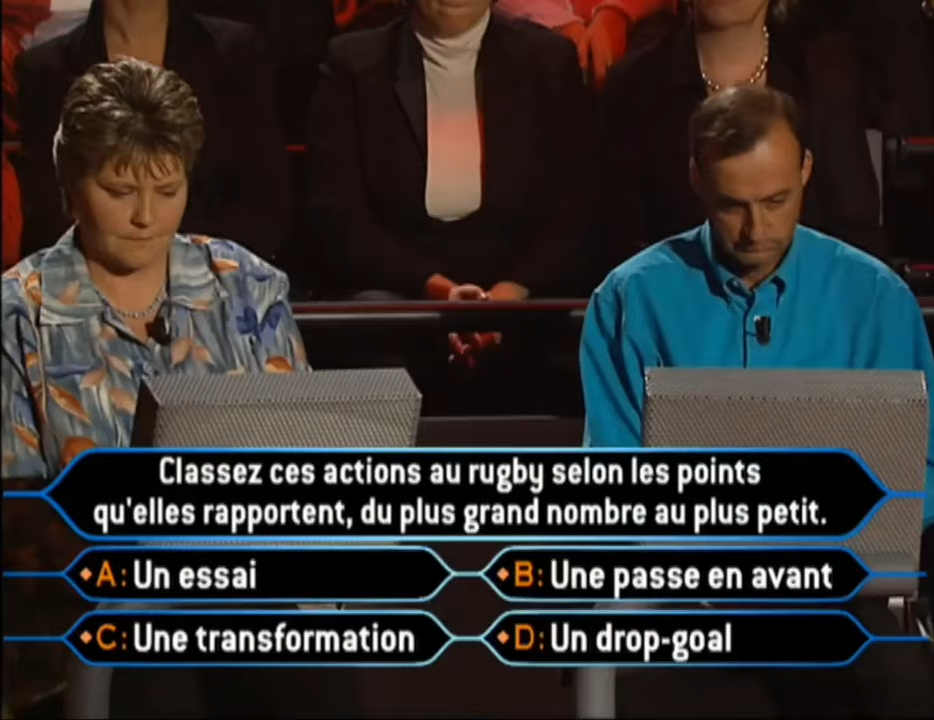 Classez ces actions au rugby selon les points
qu'elles rapportent, du plus grand nombre au plus petit.
A: Un essai
B: Une passe en avant
C: Une transformation
D: Un drop-goal